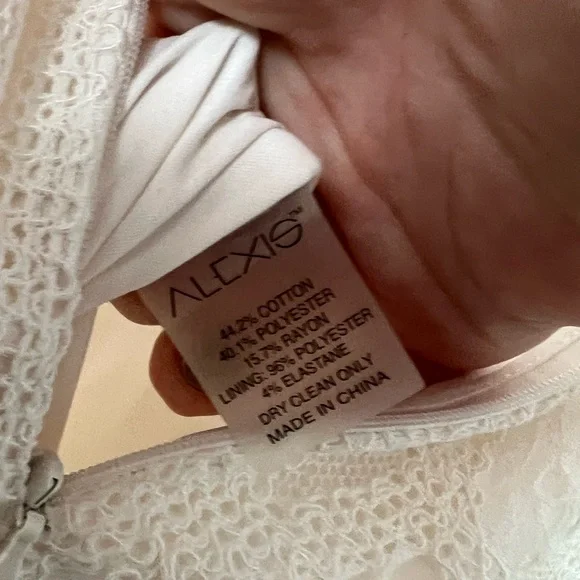 ALEXIS™
44.2% COTTON
40.1% POLYESTER
15.7% RAYON
LINING: 96% POLYESTER
4% ELASTANE
DRY CLEAN ONLY
MADE IN CHINA